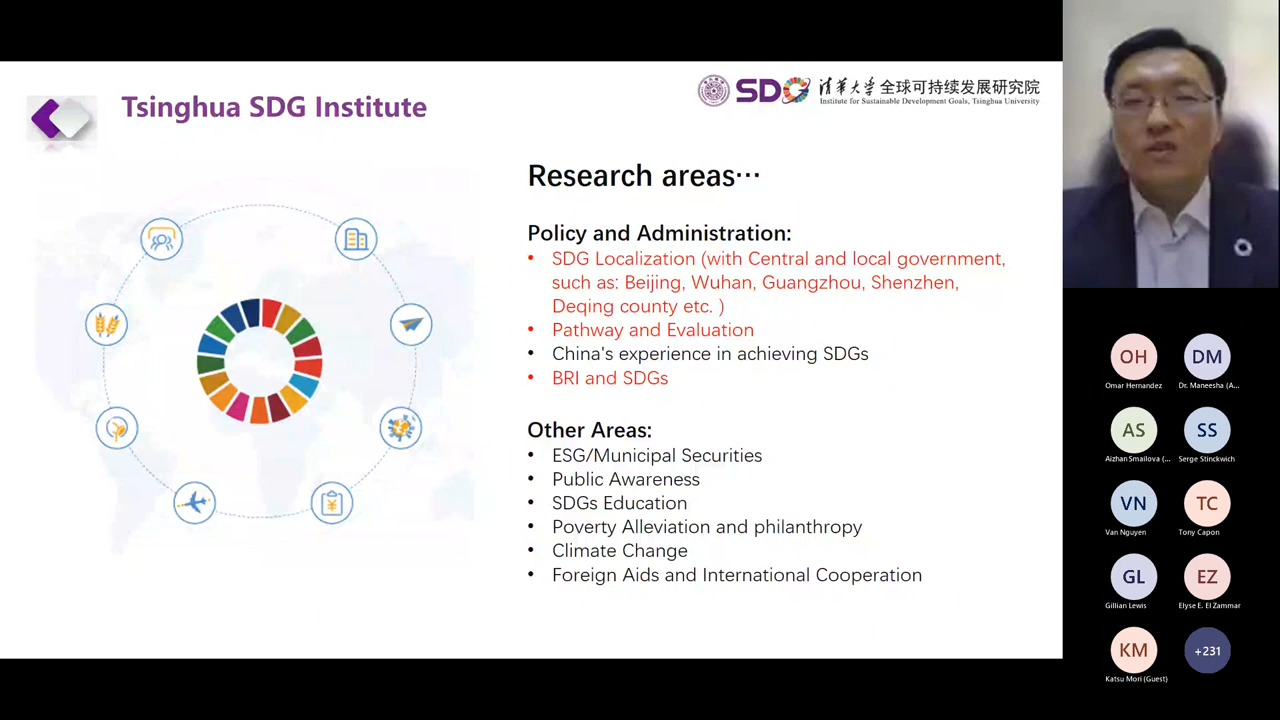 Tsinghua SDG Institute
SDG
清华大学 全球可持续发展研究院
Institute for Sustainable Development Goals, Tsinghua University
Research areas…
Policy and Administration:
• SDG Localization (with Central and local government,
such as: Beijing, Wuhan, Guangzhou, Shenzhen,
Deqing county etc. )
• Pathway and Evaluation
• China's experience in achieving SDGs
• BRI and SDGs
Other Areas:
• ESG/Municipal Securities
• Public Awareness
• SDGs Education
• Poverty Alleviation and philanthropy
• Climate Change
• Foreign Aids and International Cooperation
¥
OH DM
Omar Hernandez Dr. Maneesha (A...
AS SS
Aizhan Smailova (... Serge Stinckwich
VN TC
Van Nguyen Tony Capon
GL EZ
Gillian Lewis Elyse E. El Zammar
KM +231
Katsu Mori (Guest)